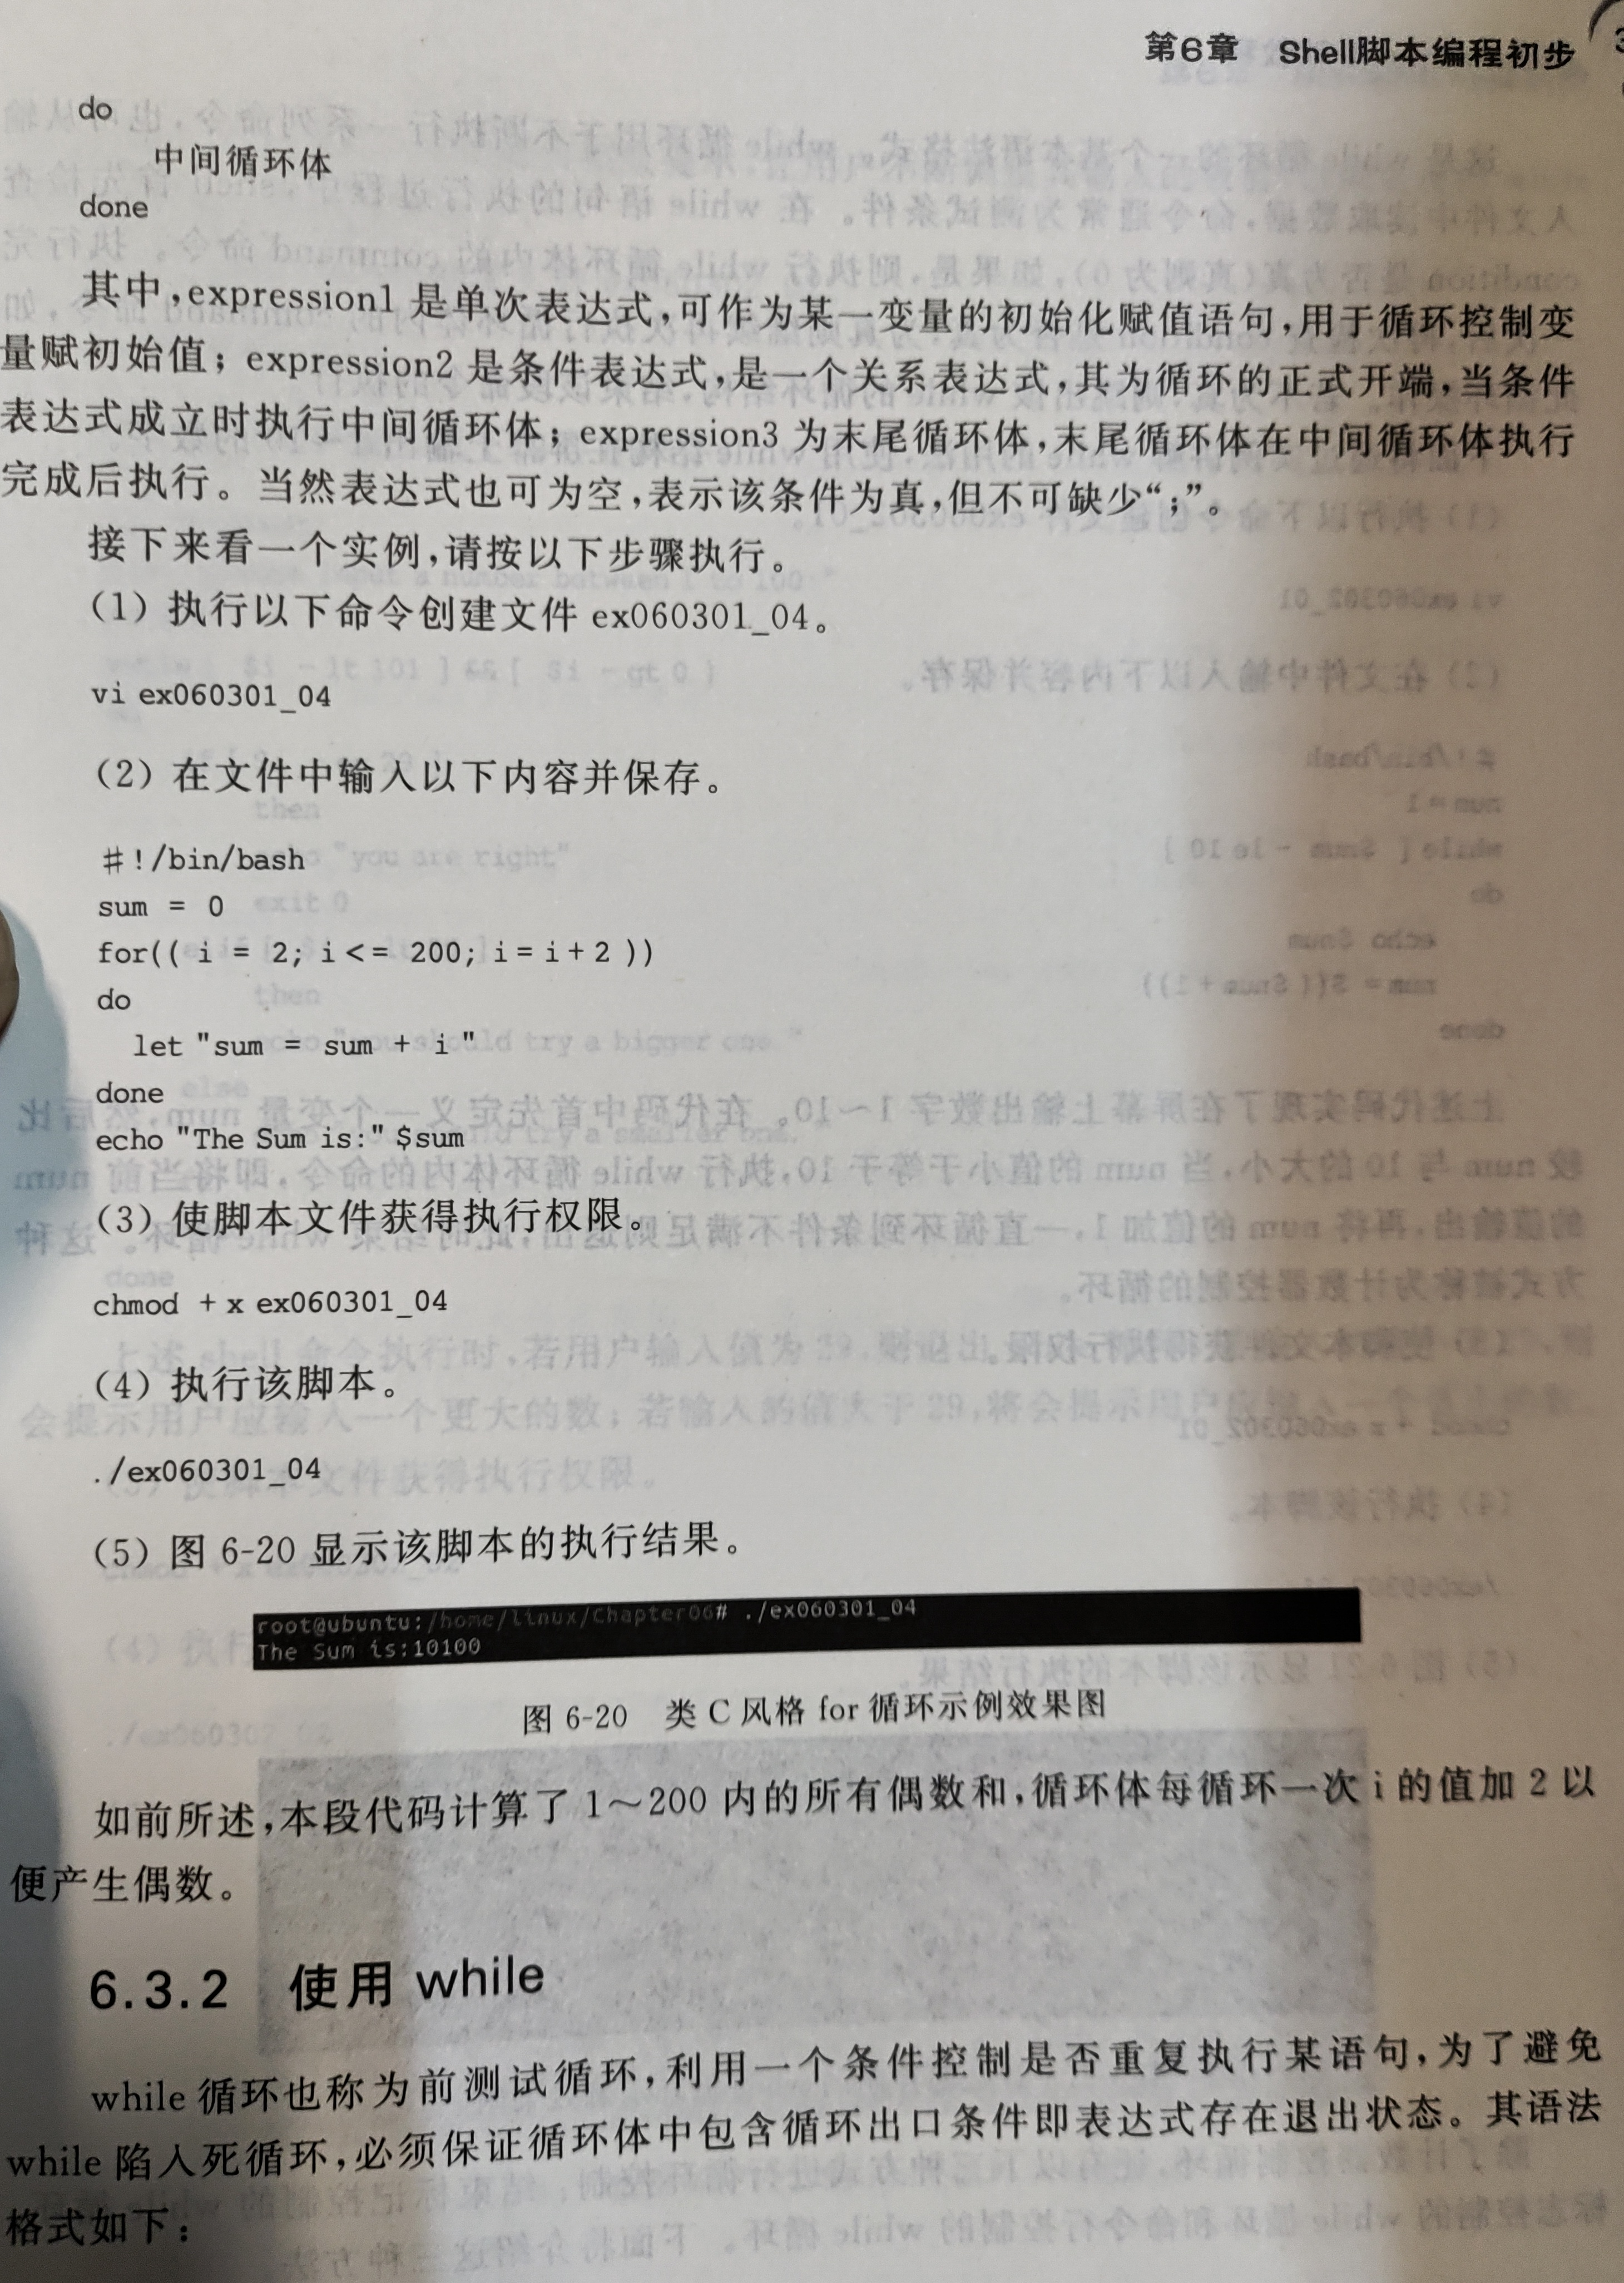 第6章 Shell脚本编程初步
do
中间循环体
done
其中,expression1 是单次表达式,可作为某一变量的初始化赋值语句,用于循环控制变
量赋初始值；expression2 是条件表达式,是一个关系表达式,其为循环的正式开端,当条件
表达式成立时执行中间循环体；expression3 为末尾循环体,末尾循环体在中间循环体执行
完成后执行。当然表达式也可为空,表示该条件为真,但不可缺少“;”。
接下来看一个实例,请按以下步骤执行。
(1) 执行以下命令创建文件 ex060301_04。
vi ex060301_04
(2) 在文件中输入以下内容并保存。
#!/bin/bash
sum = 0
for(( i = 2; i<= 200; i=i+2 ))
do
let "sum = sum + i "
done
echo "The Sum is:" $sum
(3) 使脚本文件获得执行权限。
chmod +x ex060301_04
(4) 执行该脚本。
./ex060301_04
(5) 图 6-20 显示该脚本的执行结果。
root@ubuntu:/home/linux/Chapter06# ./ex060301_04
The Sum is:10100
图 6-20 类 C 风格 for 循环示例效果图
如前所述,本段代码计算了 1～200 内的所有偶数和,循环体每循环一次 i 的值加 2 以
便产生偶数。
6.3.2 使用 while
while 循环也称为前测试循环,利用一个条件控制是否重复执行某语句,为了避免
while 陷入死循环,必须保证循环体中包含循环出口条件即表达式存在退出状态。其语法
格式如下：